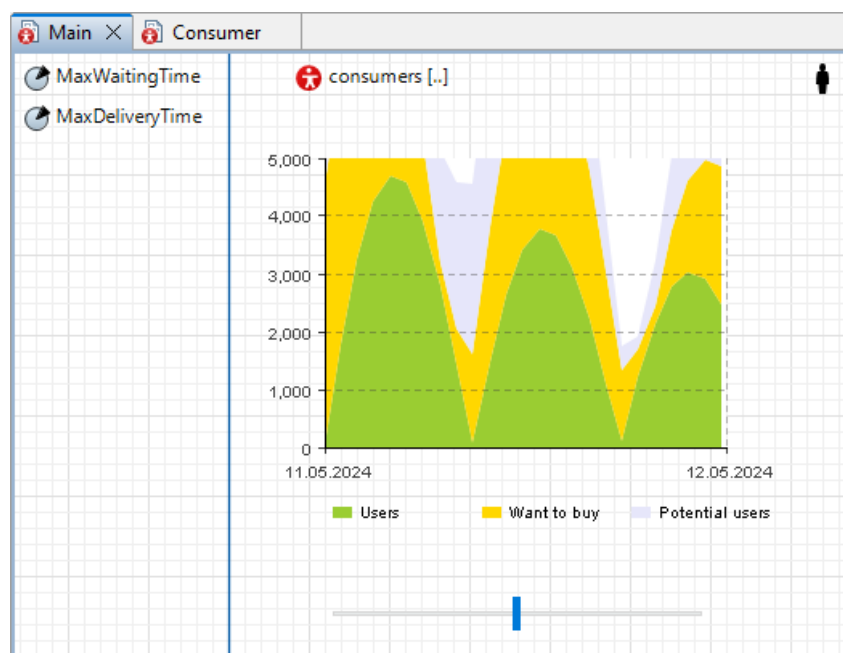 Main
Consumer
MaxWaitingTime
MaxDeliveryTime
consumers [..]
5,000
4,000
3,000
2,000
1,000
0
11.05.2024
12.05.2024
Users
Want to buy
Potential users